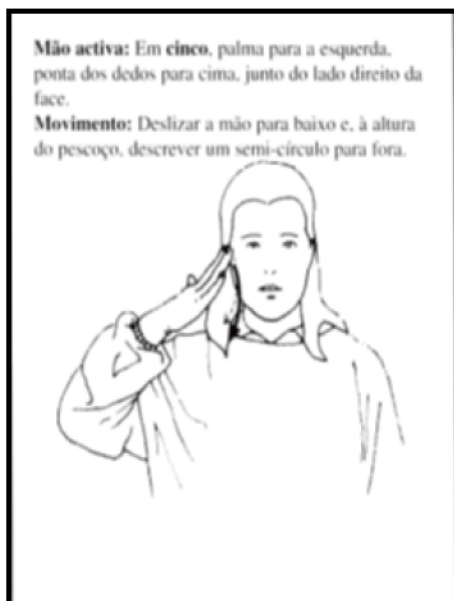 Mão activa: Em cinco, palma para a esquerda,
ponta dos dedos para cima, junto do lado direito da
face.
Movimento: Deslizar a mão para baixo e, à altura
do pescoço, descrever um semi-círculo para fora.